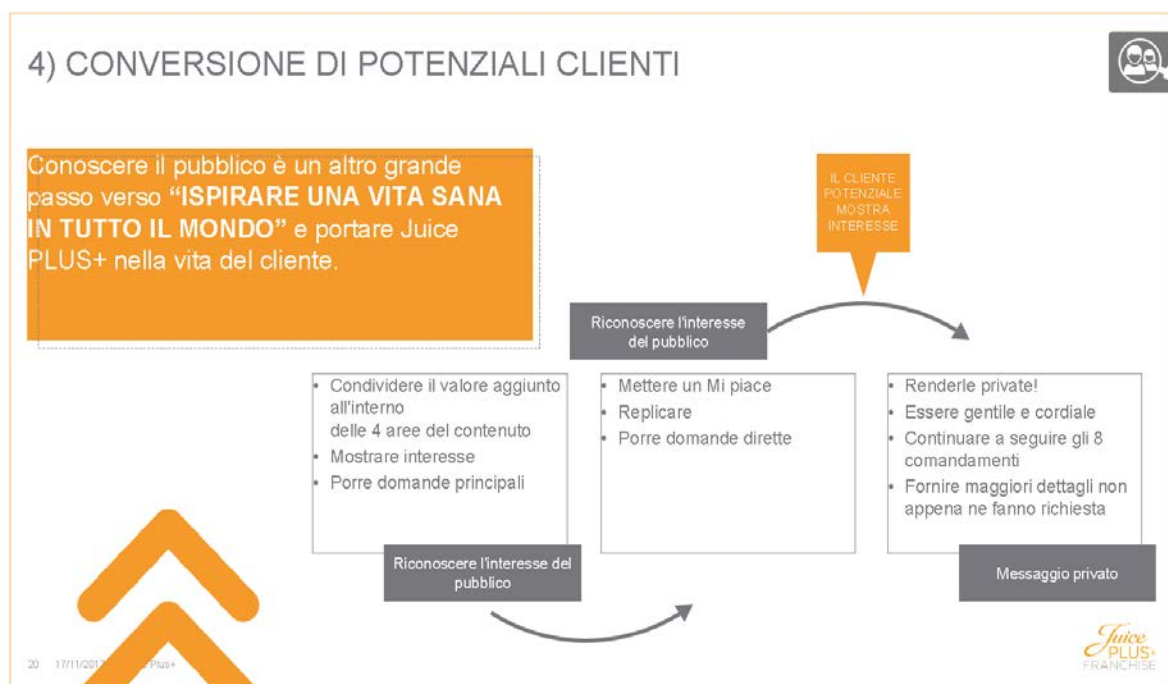 4) CONVERSIONE DI POTENZIALI CLIENTI
Conoscere il pubblico è un altro grande
passo verso “ISPIRARE UNA VITA SANA
IN TUTTO IL MONDO” e portare Juice
PLUS+ nella vita del cliente.
IL CLIENTE
POTENZIALE
MOSTRA
INTERESSE
Riconoscere l'interesse
del pubblico
• Condividere il valore aggiunto
all'interno
delle 4 aree del contenuto
• Mostrare interesse
• Porre domande principali
Riconoscere l'interesse del
pubblico
• Mettere un Mi piace
• Replicare
• Porre domande dirette
• Renderle private!
• Essere gentile e cordiale
• Continuare a seguire gli 8
comandamenti
• Fornire maggiori dettagli non
appena ne fanno richiesta
Messaggio privato
20 17/11/201 Plus+
Juice
PLUS+
FRANCHISE